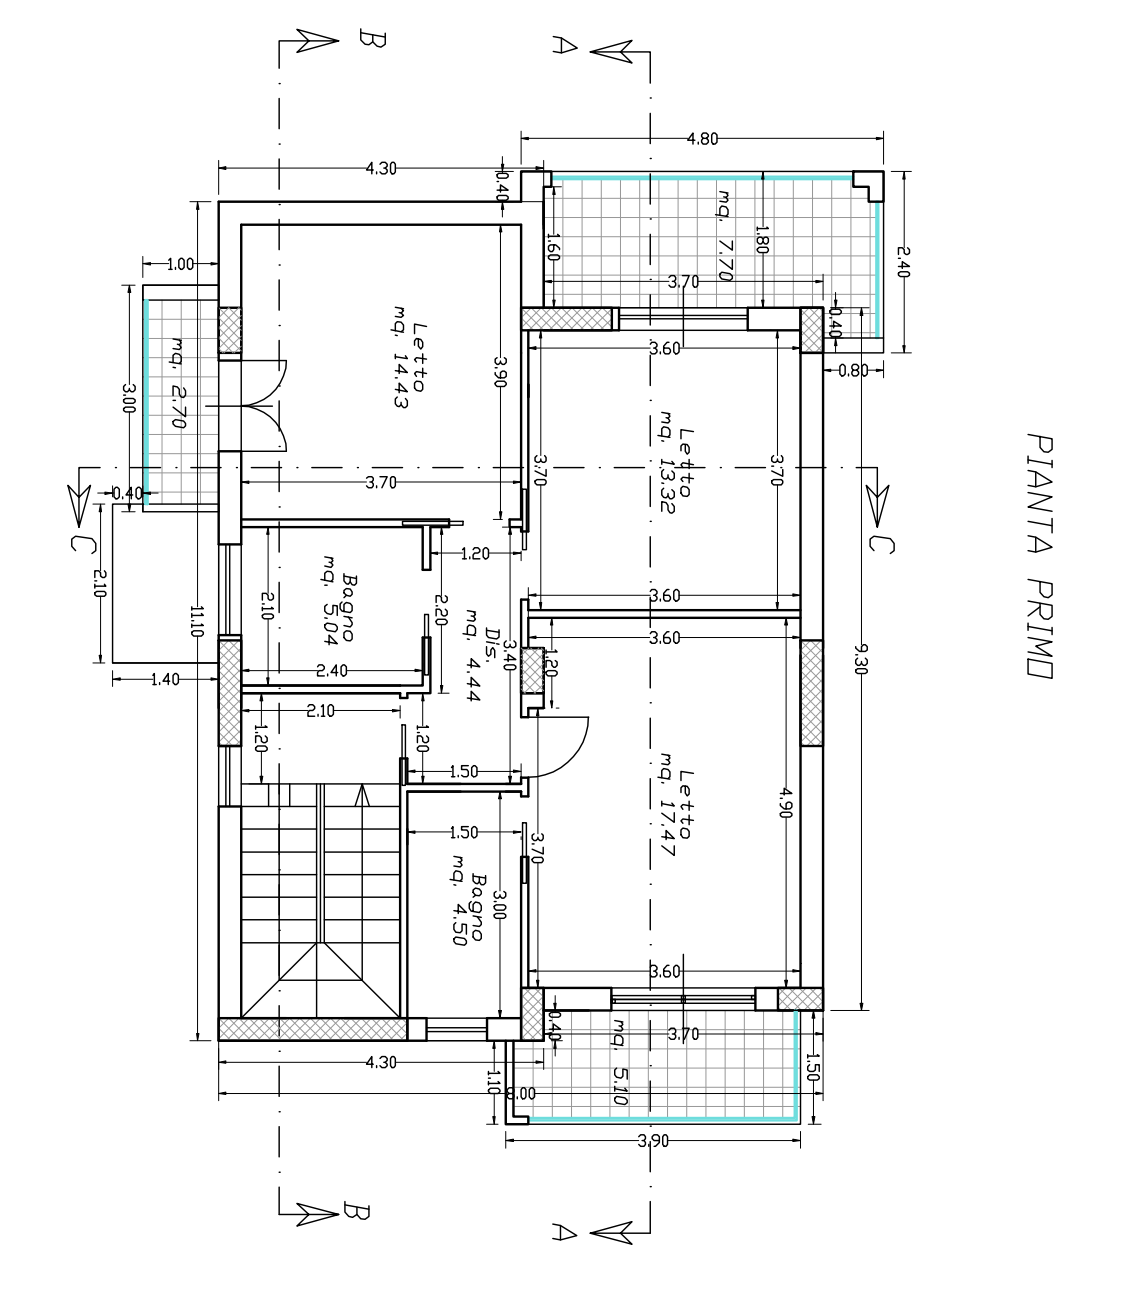 PIANTA PRIMO
B
A
4.80
4.30
0.40
mq. 7.70
1.80
1.60
3.70
2.40
0.40
0.80
1.00
mq. 2.70
3.00
0.40
Letto
mq. 14.43
3.90
3.70
3.60
Letto
mq. 13.32
3.70
3.70
3.60
C
C
2.10
1.40
11.10
Bagno
mq. 5.04
2.10
2.40
1.20
2.20
Dis.
mq. 4.44
3.40
3.60
1.20
9.30
2.10
1.20
1.20
1.50
Letto
mq. 17.47
4.90
3.70
3.60
1.50
Bagno
mq. 4.50
3.00
0.40
3.70
mq. 5.10
1.50
4.30
1.10
8.00
3.90
B
A